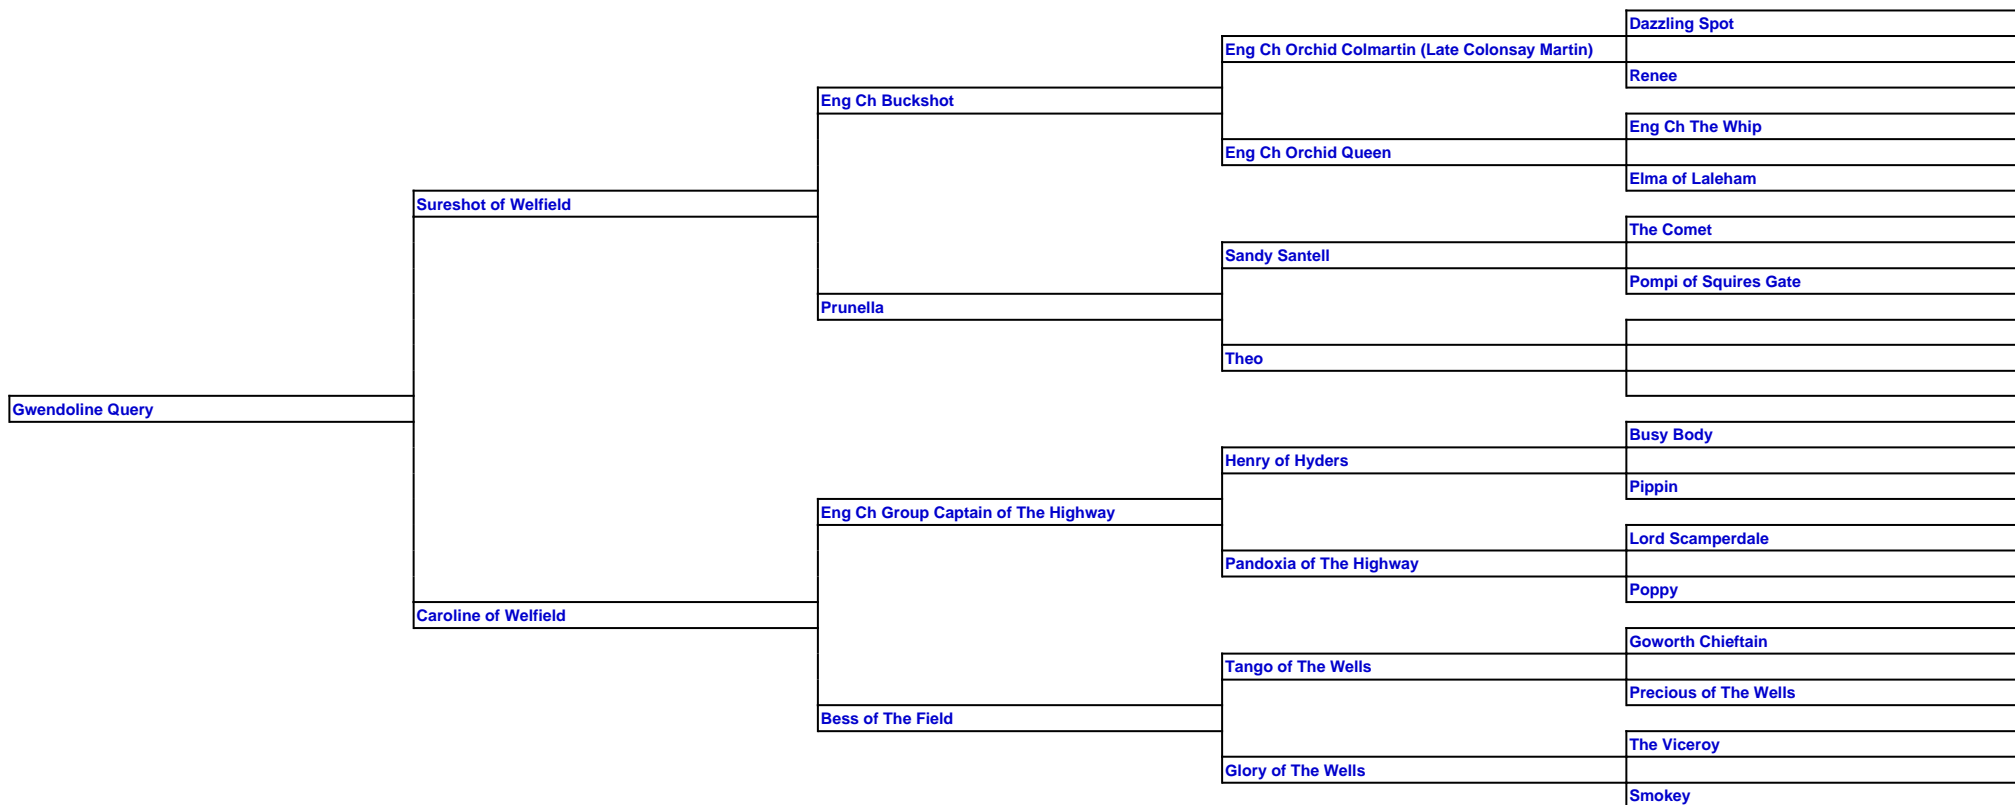 Dazzling Spot
Eng Ch Orchid Colmartin (Late Colonsay Martin)
Renee
Eng Ch Buckshot
Eng Ch The Whip
Eng Ch Orchid Queen
Elma of Laleham
Sureshot of Welfield
The Comet
Sandy Santell
Pompi of Squires Gate
Prunella
Theo
Gwendoline Query
Busy Body
Henry of Hyders
Pippin
Eng Ch Group Captain of The Highway
Lord Scamperdale
Pandoxia of The Highway
Poppy
Caroline of Welfield
Goworth Chieftain
Tango of The Wells
Precious of The Wells
Bess of The Field
The Viceroy
Glory of The Wells
Smokey